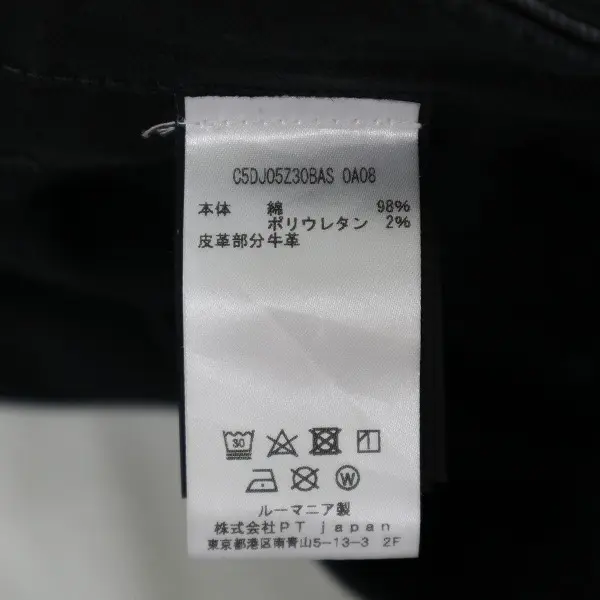 C5DJ05Z30BAS 0A08
本体 綿 98%
ポリウレタン 2%
皮革部分牛革
30
W
ルーマニア製
株式会社PT japan
東京都港区南青山5-13-3 2F